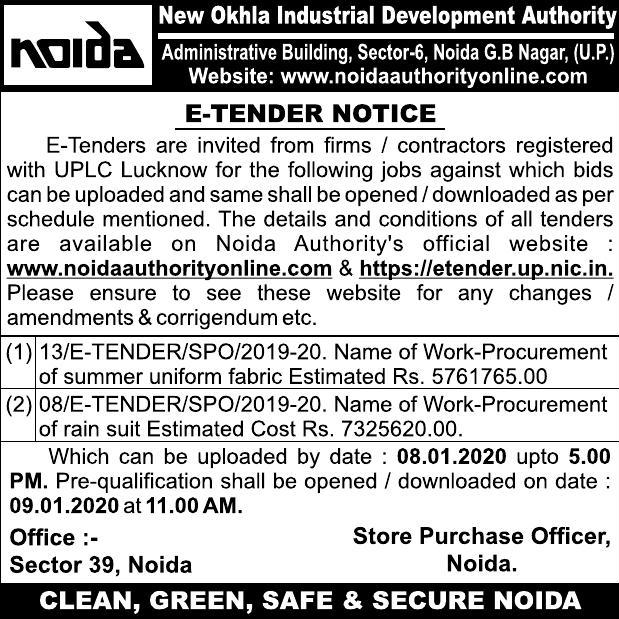 noida
New Okhla Industrial Development Authority
Administrative Building, Sector-6, Noida G.B Nagar, (U.P.)
Website: www.noidaauthorityonline.com
E-TENDER NOTICE
E-Tenders are invited from firms / contractors registered
with UPLC Lucknow for the following jobs against which bids
can be uploaded and same shall be opened / downloaded as per
schedule mentioned. The details and conditions of all tenders
are available on Noida Authority's official website :
www.noidaauthorityonline.com & https://etender.up.nic.in.
Please ensure to see these website for any changes /
amendments & corrigendum etc.
(1) 13/E-TENDER/SPO/2019-20. Name of Work-Procurement
of summer uniform fabric Estimated Rs. 5761765.00
(2) 08/E-TENDER/SPO/2019-20. Name of Work-Procurement
of rain suit Estimated Cost Rs. 7325620.00.
Which can be uploaded by date : 08.01.2020 upto 5.00
PM. Pre-qualification shall be opened / downloaded on date :
09.01.2020 at 11.00 AM.
Office :-
Sector 39, Noida
Store Purchase Officer,
Noida.
CLEAN, GREEN, SAFE & SECURE NOIDA